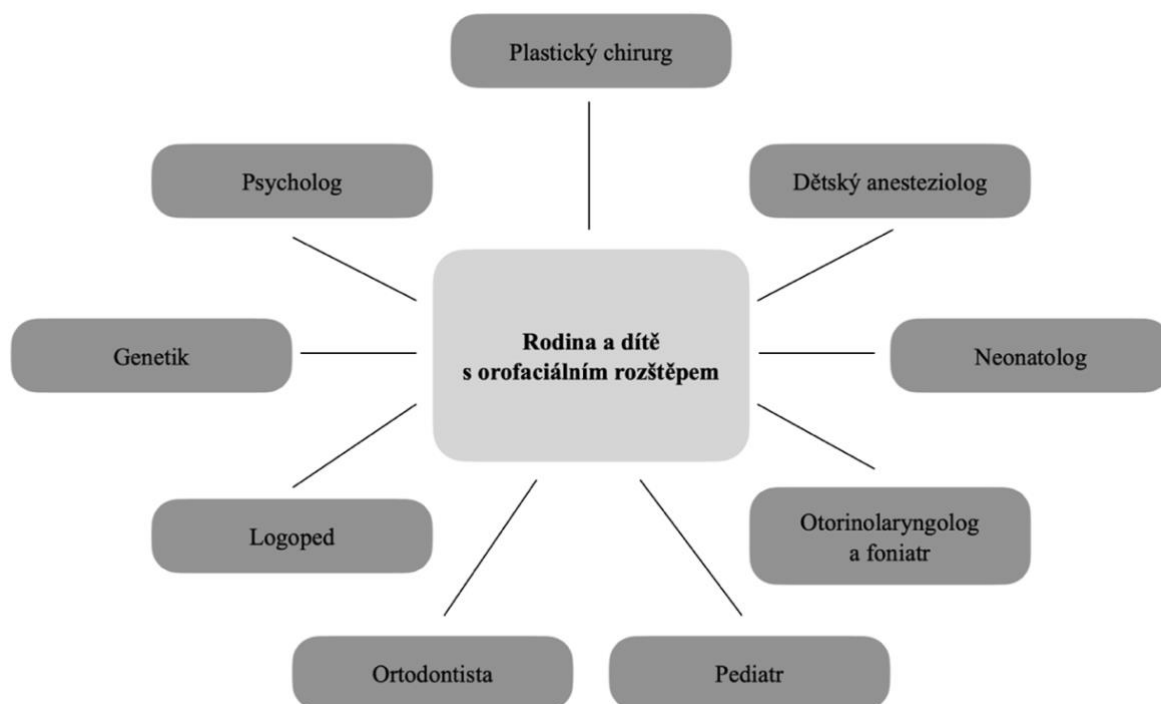 Plastický chirurg
Psycholog
Dětský anesteziolog
Rodina a dítě
s orofaciálním rozštěpem
Genetik
Neonatolog
Logoped
Otorinolaryngolog
a foniatr
Ortodontista
Pediatr